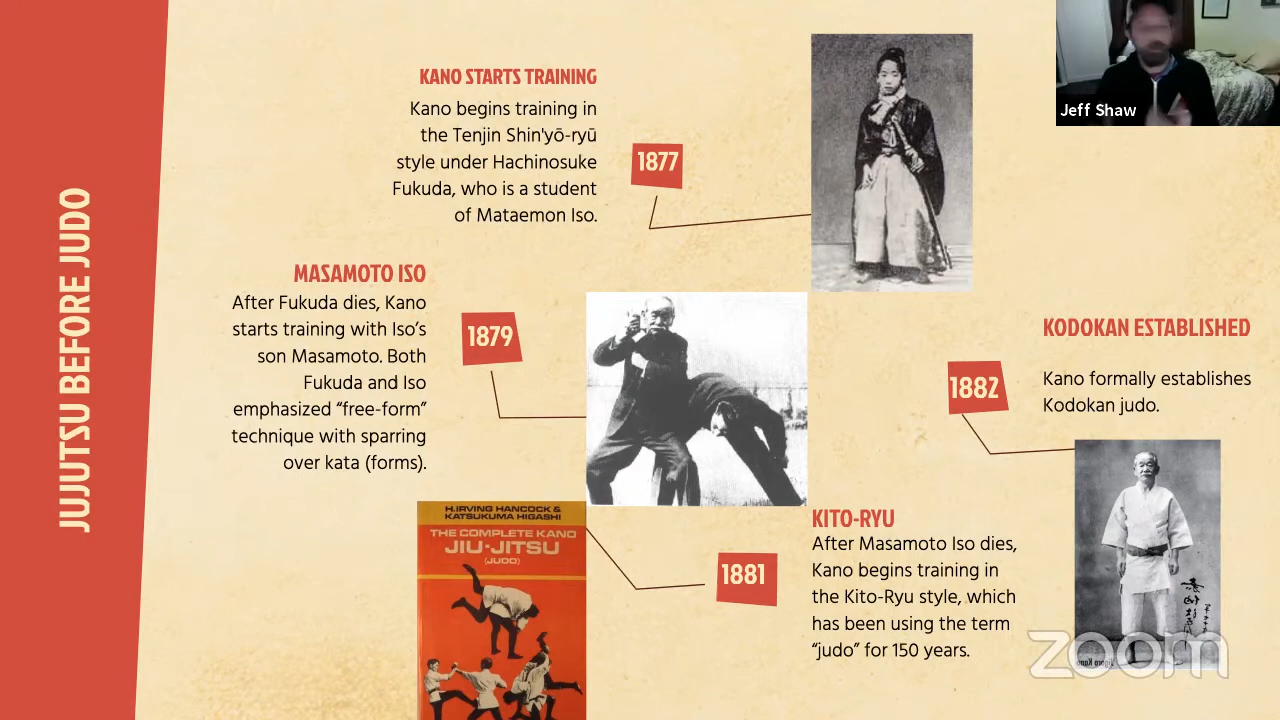 JUJUTSU BEFORE JUDO
KANO STARTS TRAINING
Kano begins training in
the Tenjin Shin'yō-ryū
style under Hachinosuke
Fukuda, who is a student
of Mataemon Iso.
1877
MASAMOTO ISO
After Fukuda dies, Kano
starts training with Iso's
son Masamoto. Both
Fukuda and Iso
emphasized “free-form”
technique with sparring
over kata (forms).
1879
H.IRVING HANCOCK &
KATSUKUMA HIGASHI
THE COMPLETE KANO
JIU-JITSU
(JUDO)
1881
KITO-RYU
After Masamoto Iso dies,
Kano begins training in
the Kito-Ryu style, which
has been using the term
“judo” for 150 years.
1882
KODOKAN ESTABLISHED
Kano formally establishes
Kodokan judo.
Jeff Shaw
zoom